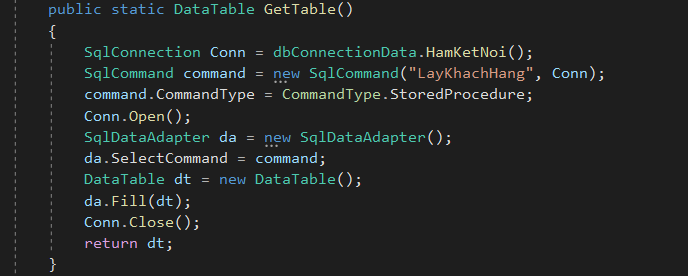 public static DataTable GetTable()
{
SqlConnection Conn = dbConnectionData.HamKetNoi();
SqlCommand command = new SqlCommand("LayKhachHang", Conn);
command.CommandType = CommandType.StoredProcedure;
Conn.Open();
SqlDataAdapter da = new SqlDataAdapter();
da.SelectCommand = command;
DataTable dt = new DataTable();
da.Fill(dt);
Conn.Close();
return dt;
}